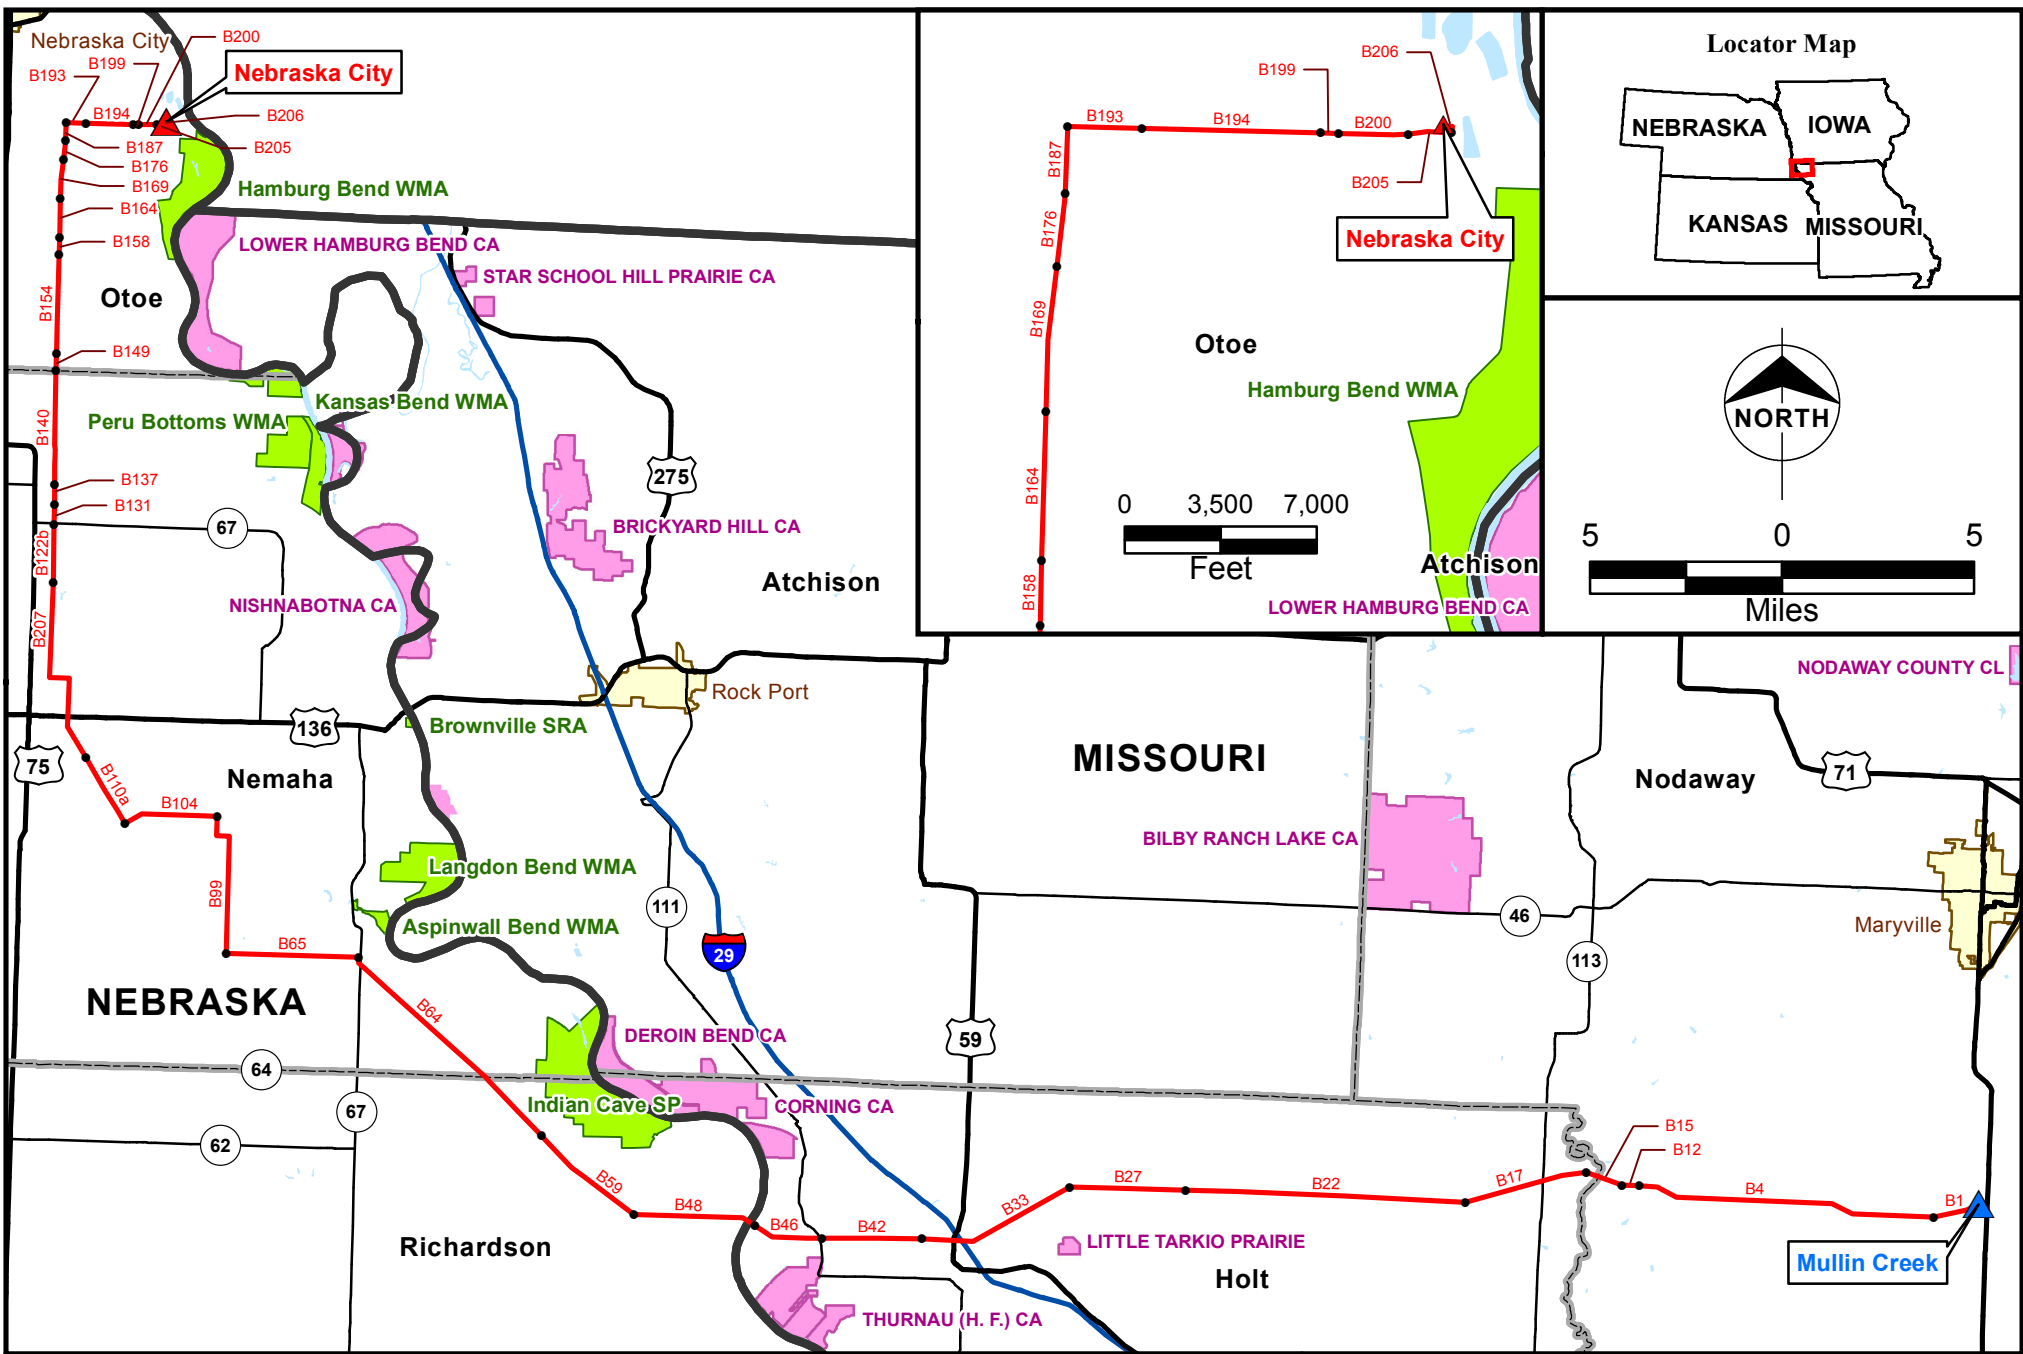 Nebraska City
B200
B199
B193
Nebraska City
B194
B206
B187
B205
B176
B169
Hamburg Bend WMA
B164
B158
LOWER HAMBURG BEND CA
STAR SCHOOL HILL PRAIRIE CA
Otoe
B154
B149
Kansas Bend WMA
Peru Bottoms WMA
B140
275
B137
B131
67
BRICKYARD HILL CA
B122b
Atchison
NISHNABOTNA CA
B207
Rock Port
136
Brownville SRA
75
Nemaha
B110a
B104
Langdon Bend WMA
B99
111
Aspinwall Bend WMA
B65
29
NEBRASKA
B64
DEROIN BEND CA
59
64
Indian Cave SP
CORNING CA
67
62
B59
B48
B46
B42
B33
B27
B22
B17
B15
B12
B4
B1
Richardson
LITTLE TARKIO PRAIRIE
Holt
Mullin Creek
THURNAU (H. F.) CA
MISSOURI
NODAWAY COUNTY CL
Nodaway
71
BILBY RANCH LAKE CA
46
Maryville
113
B206
B199
B193
B194
B200
B187
B205
B176
Nebraska City
B169
Otoe
Hamburg Bend WMA
B164
0 3,500 7,000
Feet
Atchison
B158
LOWER HAMBURG BEND CA
Locator Map
NEBRASKA
IOWA
KANSAS
MISSOURI
NORTH
5 0 5
Miles